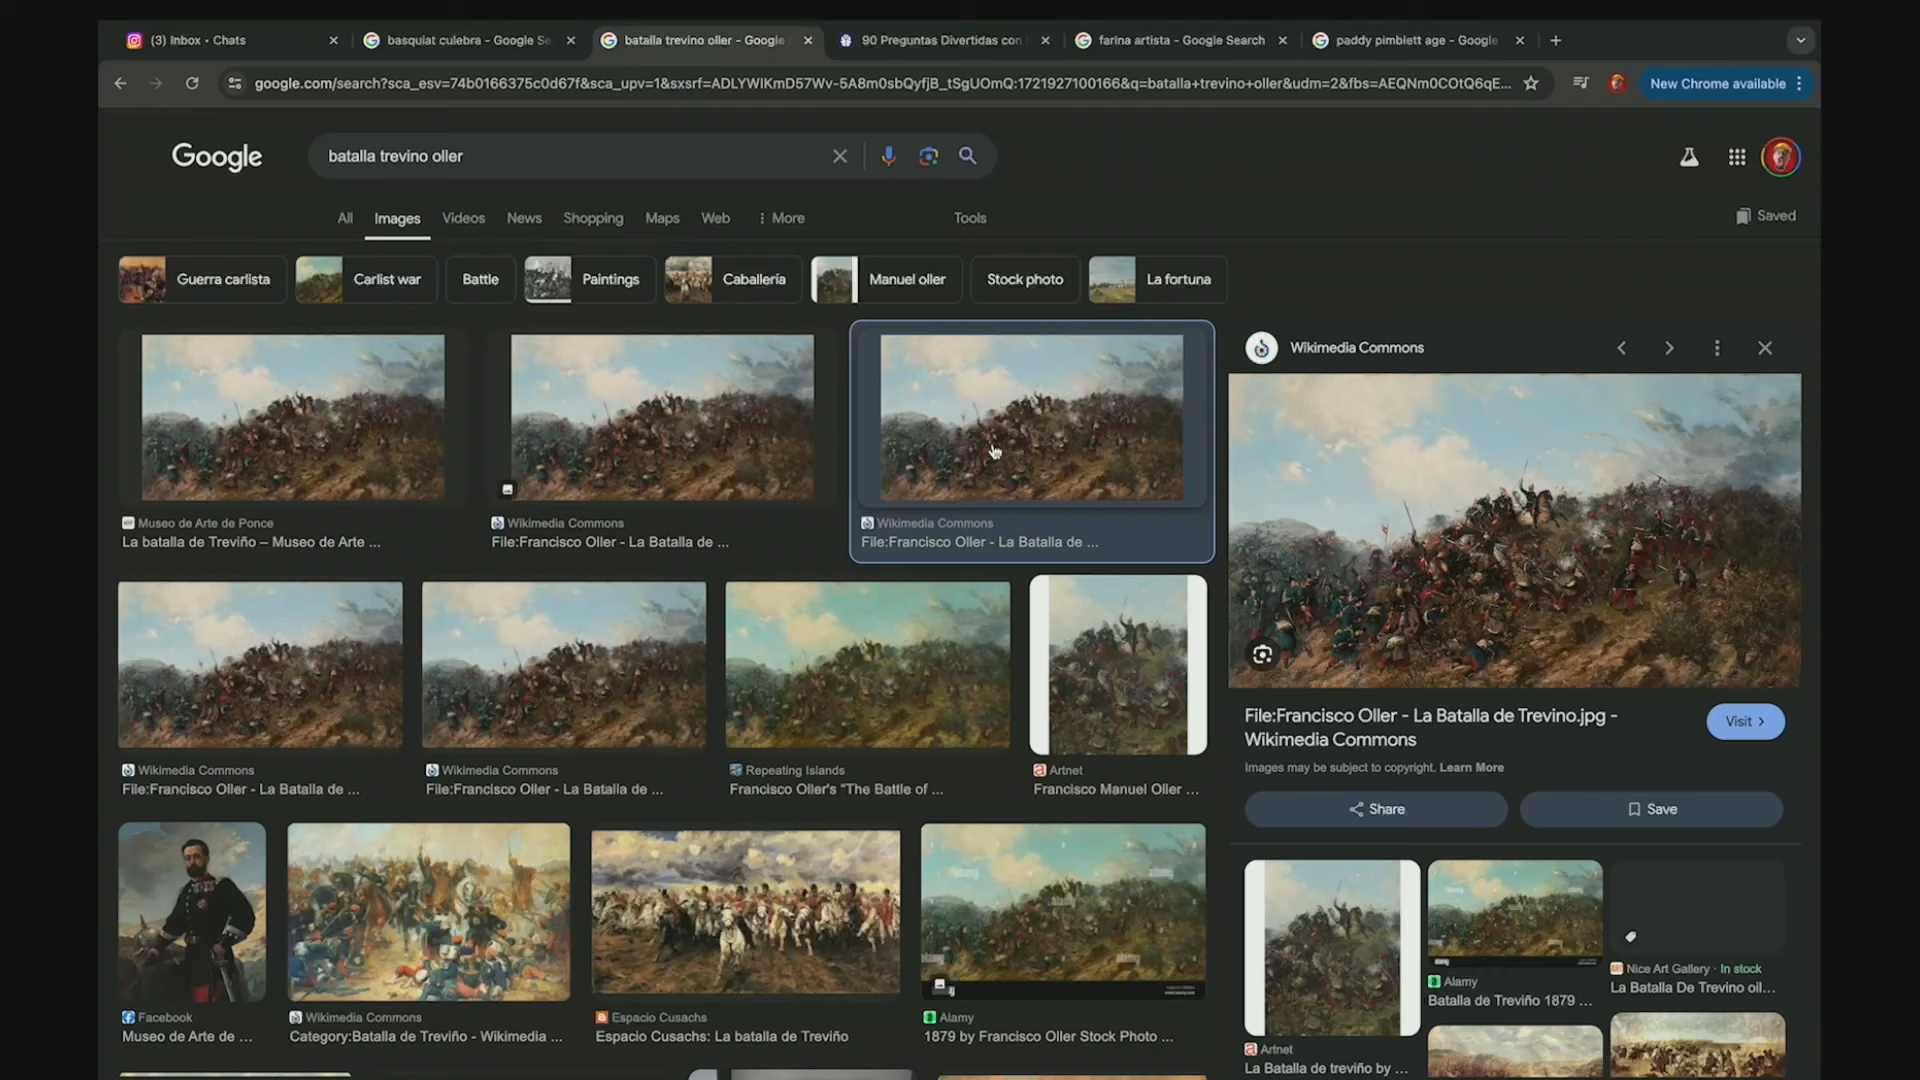 (3) Inbox • Chats
basquiat culebra - Google Se
batalla trevino oller - Google
90 Preguntas Divertidas con
farina artista - Google Search
paddy pimblett age - Google
google.com/search?sca_esv=74b0166375c0d67f&sca_upv=1&sxsrf=ADLYWIKmD57Wv-5A8m0sbQyfjB_tSgUOmQ:1721927100166&q=batalla+trevino+oller&udm=2&fbs=AEQNm0COtQ6qE...
New Chrome available
Google
batalla trevino oller
All
Images
Videos
News
Shopping
Maps
Web
More
Tools
Saved
Guerra carlista
Carlist war
Battle
Paintings
Caballería
Manuel oller
Stock photo
La fortuna
Museo de Arte de Ponce
La batalla de Treviño – Museo de Arte ...
Wikimedia Commons
File:Francisco Oller - La Batalla de ...
Wikimedia Commons
File:Francisco Oller - La Batalla de ...
Wikimedia Commons
File:Francisco Oller - La Batalla de ...
Wikimedia Commons
File:Francisco Oller - La Batalla de ...
Repeating Islands
Francisco Oller's "The Battle of ...
Artnet
Francisco Manuel Oller ...
Facebook
Museo de Arte de ...
Wikimedia Commons
Category:Batalla de Treviño - Wikimedia ...
Espacio Cusachs
Espacio Cusachs: La batalla de Treviño
alamy
Alamy
1879 by Francisco Oller Stock Photo ...
Wikimedia Commons
File:Francisco Oller - La Batalla de Trevino.jpg -
Wikimedia Commons
Visit
Images may be subject to copyright. Learn More
Share
Save
Artnet
La Batalla de treviño by ...
Alamy
Batalla de Treviño 1879 ...
Nice Art Gallery · In stock
La Batalla De Trevino oil...